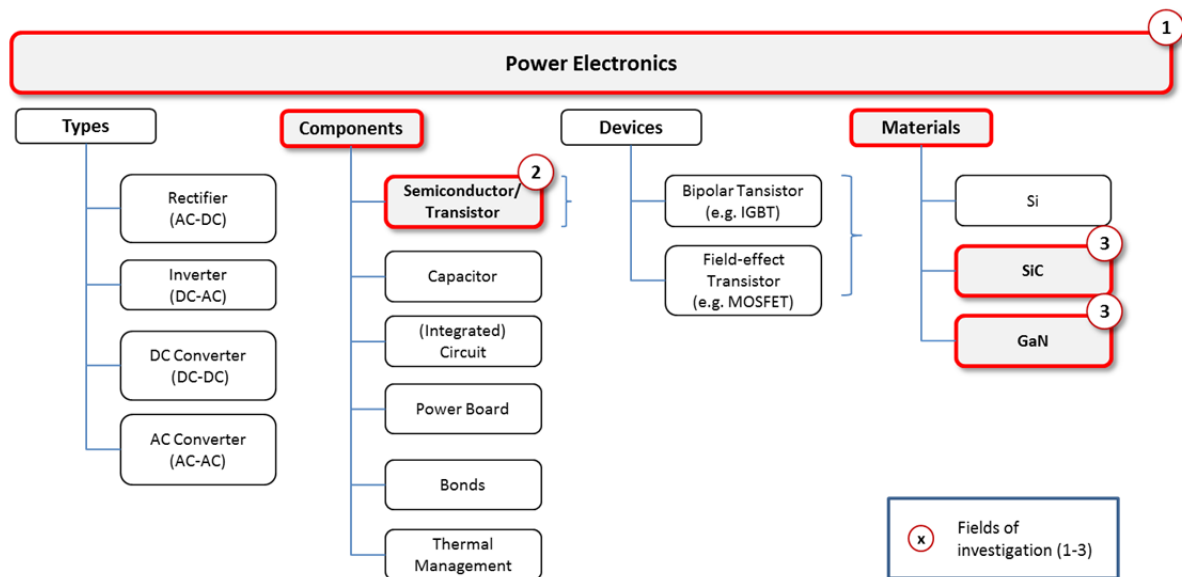 1
Power Electronics
Types
Rectifier
(AC-DC)
Inverter
(DC-AC)
DC Converter
(DC-DC)
AC Converter
(AC-AC)
Components
2
Semiconductor/
Transistor
Capacitor
(Integrated)
Circuit
Power Board
Bonds
Thermal
Management
Devices
Bipolar Tansistor
(e.g. IGBT)
Field-effect
Transistor
(e.g. MOSFET)
Materials
Si
3
SiC
3
GaN
x
Fields of
investigation (1-3)